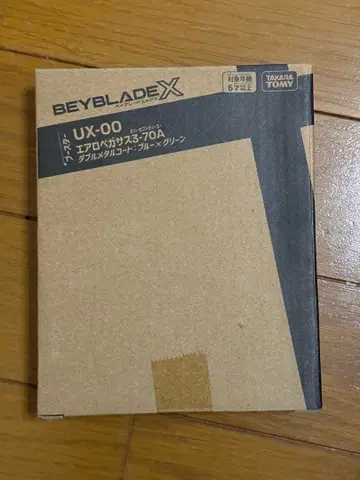 BEYBLADE X
ベイブレードエックス
対象年齢
6才以上
TAKARA
TOMY
ブースター
UX-00
エアロペガサス3-70A
ダブルメタルコート:ブルー×グリーン